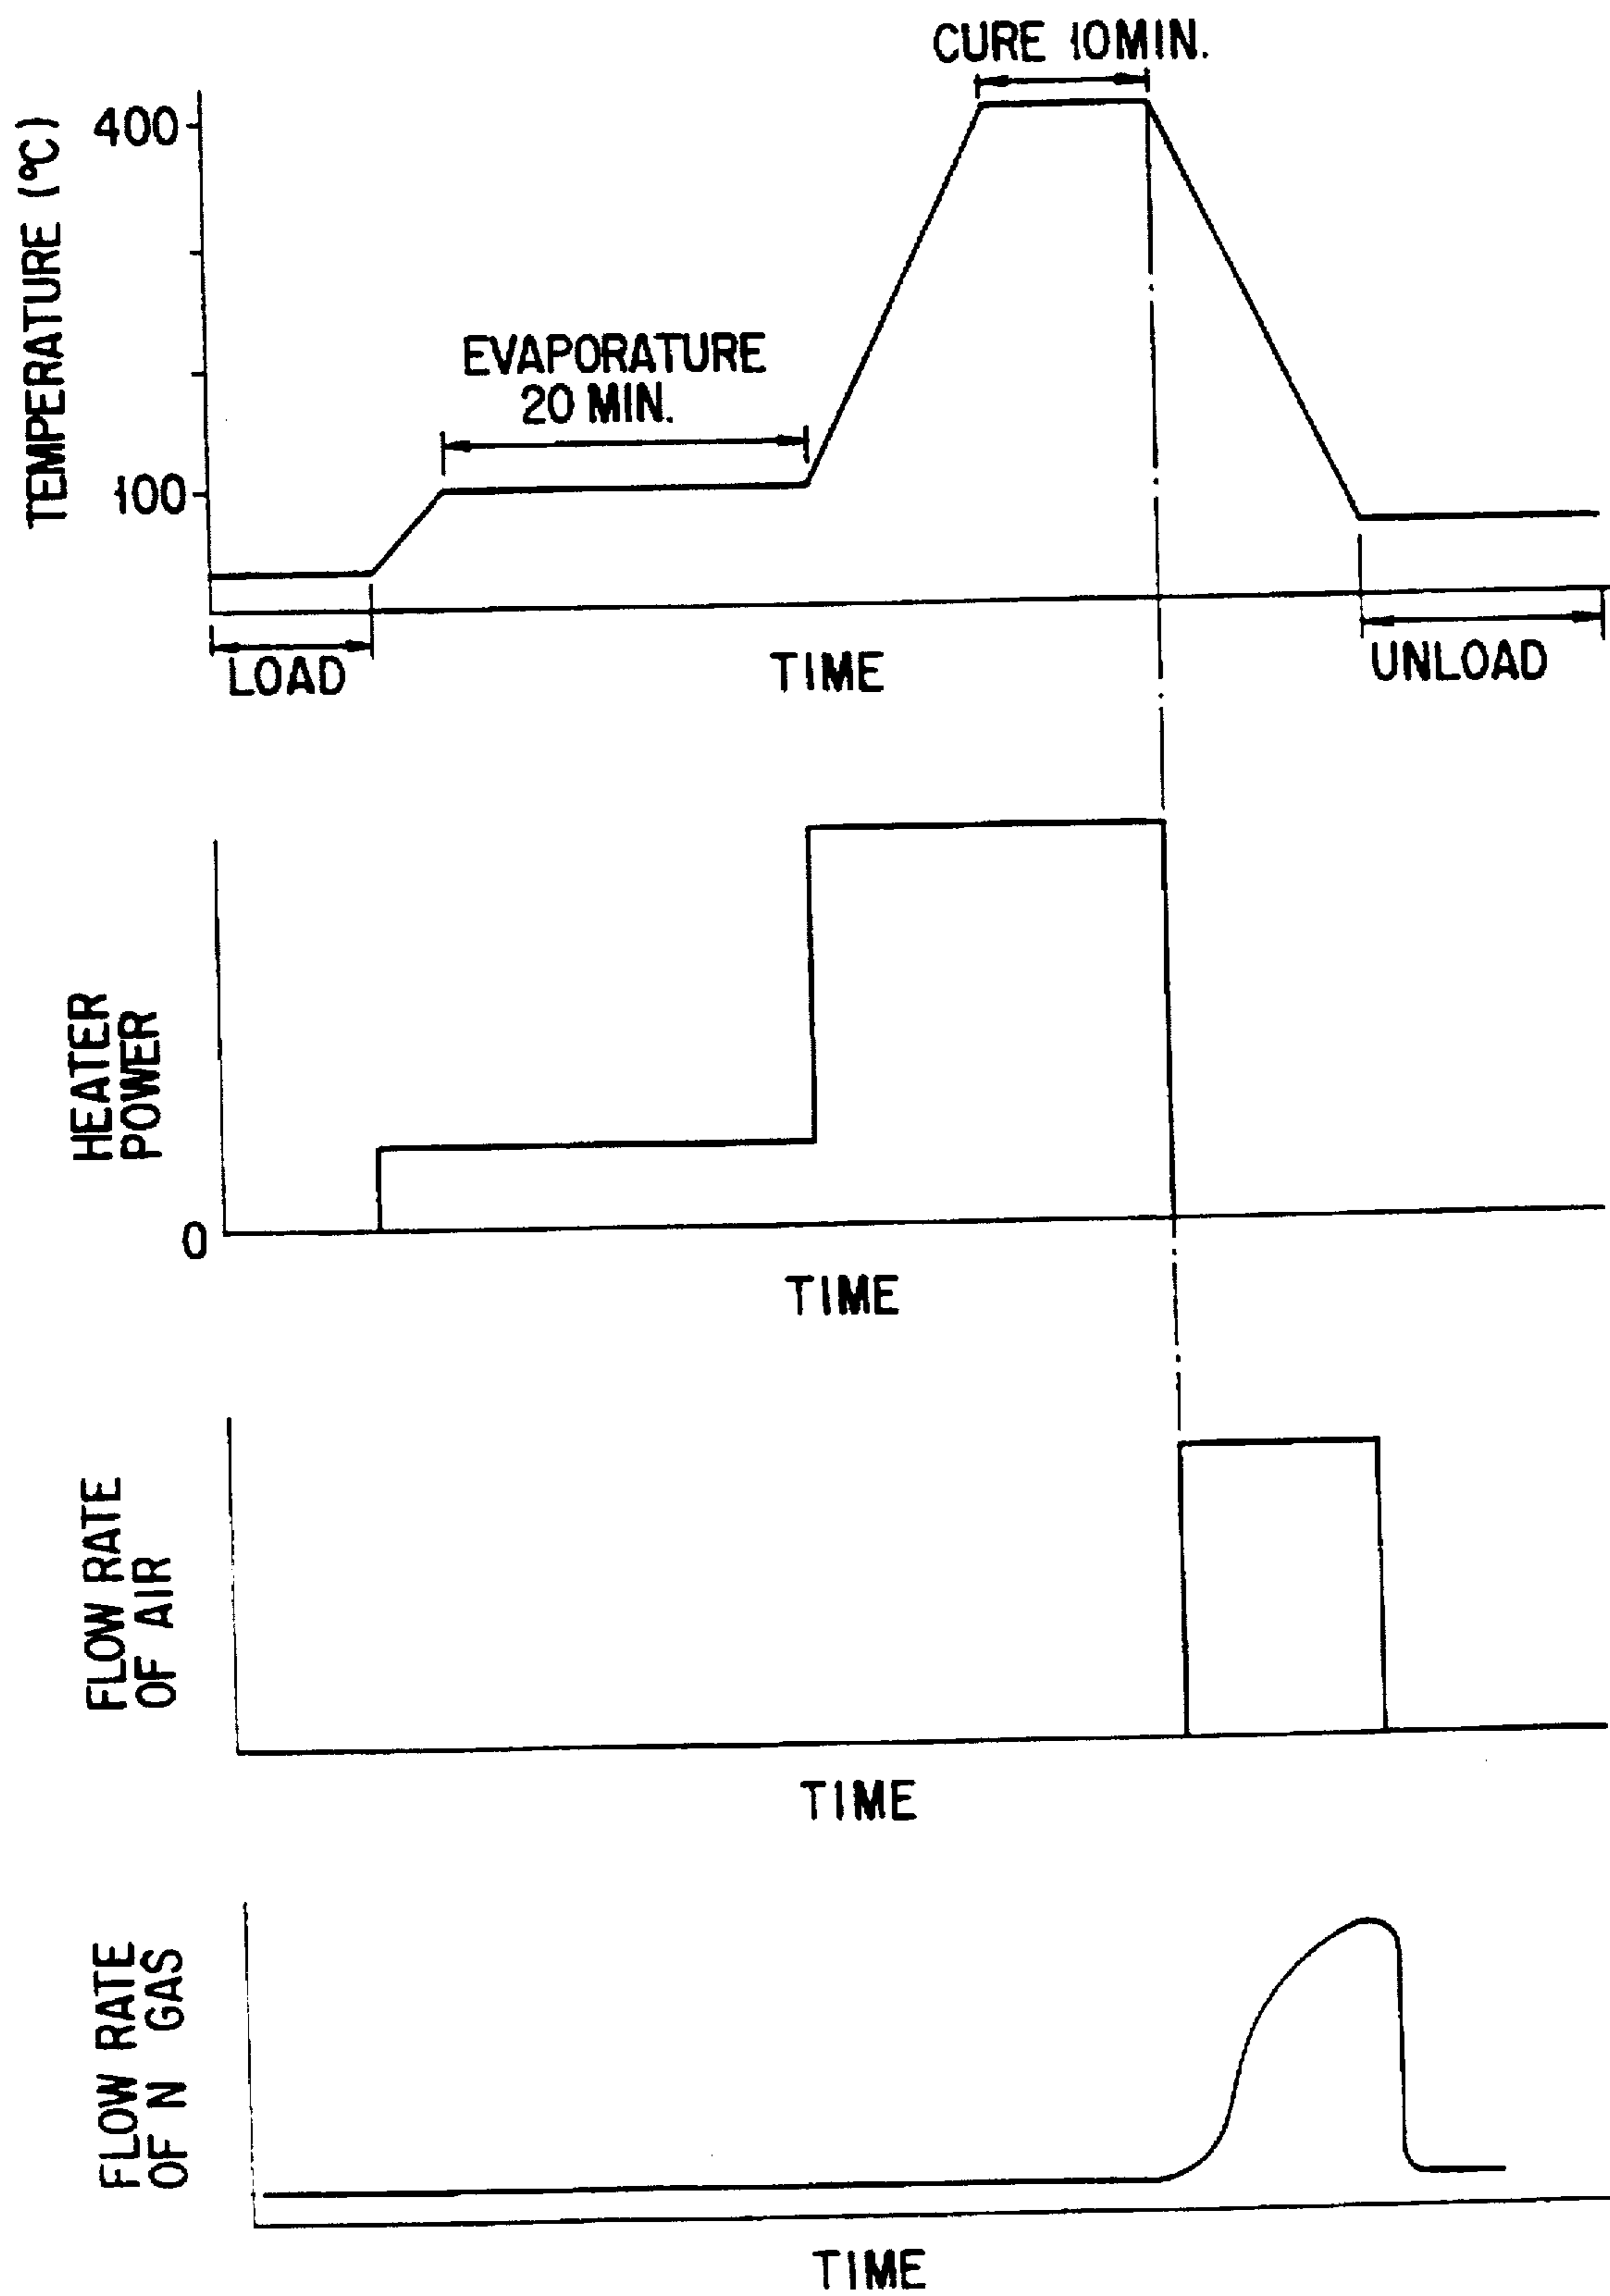 CURE 10MIN.
400
TEMPERATURE (°C)
EVAPORATURE
20 MIN.
100
LOAD
TIME
UNLOAD
HEATER
POWER
0
TIME
FLOW RATE
OF AIR
TIME
FLOW RATE
OF N GAS
TIME